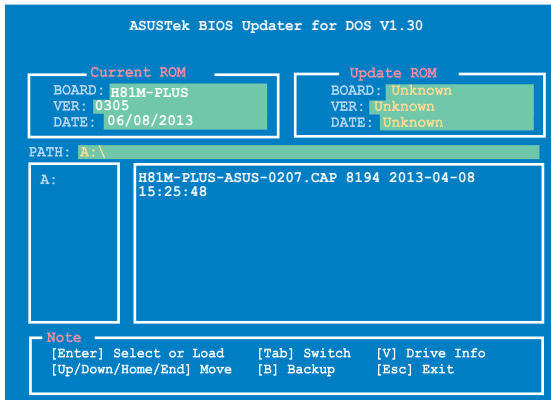 ASUSTek BIOS Updater for DOS V1.30
Current ROM
BOARD: H81M-PLUS
VER: 0305
DATE: 06/08/2013
Update ROM
BOARD: Unknown
VER: Unknown
DATE: Unknown
PATH: A:\
A:
H81M-PLUS-ASUS-0207.CAP 8194 2013-04-08
15:25:48
Note
[Enter] Select or Load [Tab] Switch [V] Drive Info
[Up/Down/Home/End] Move [B] Backup [Esc] Exit